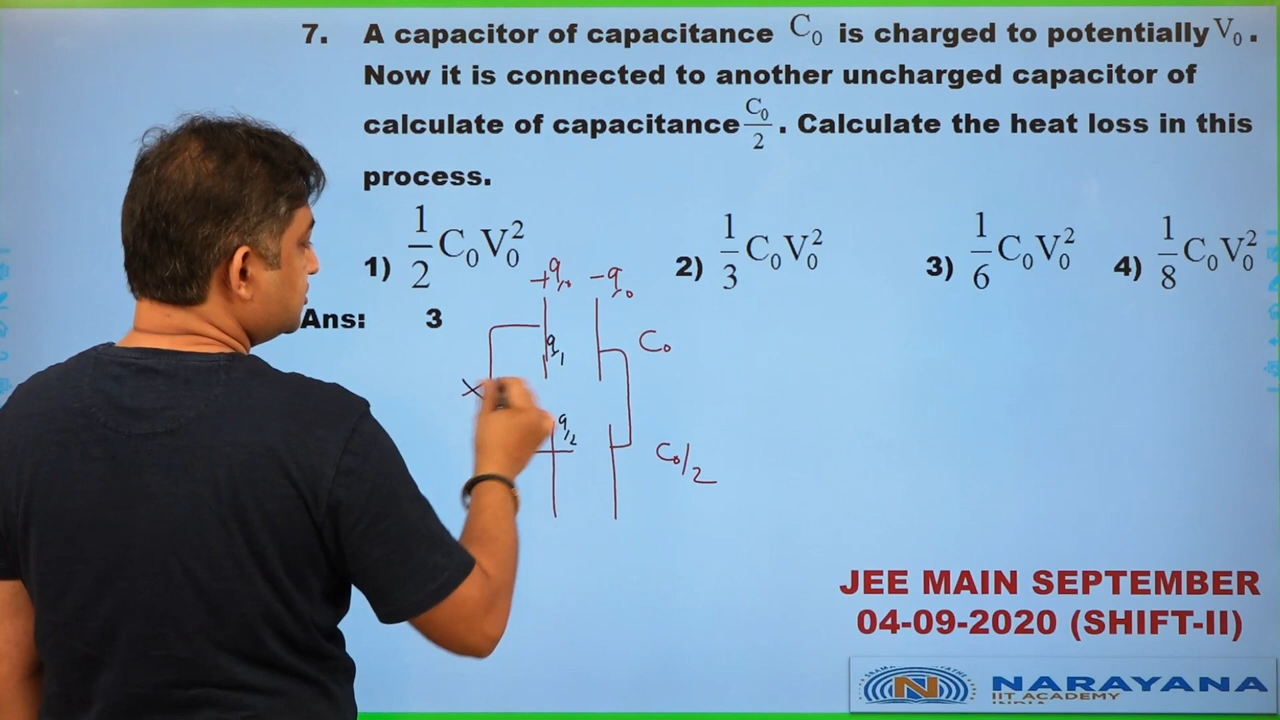 7. A capacitor of capacitance C₀ is charged to potentially V₀.
Now it is connected to another uncharged capacitor of
calculate of capacitance C₀/2. Calculate the heat loss in this
process.
1) 1/2 C₀V₀² 2) 1/3 C₀V₀² 3) 1/6 C₀V₀² 4) 1/8 C₀V₀²
+q₀ -q₀
Ans: 3
q₁ C₀
x
q₂
C₀/2
JEE MAIN SEPTEMBER
04-09-2020 (SHIFT-II)
NARAYANA
IIT ACADEMY
INDIA